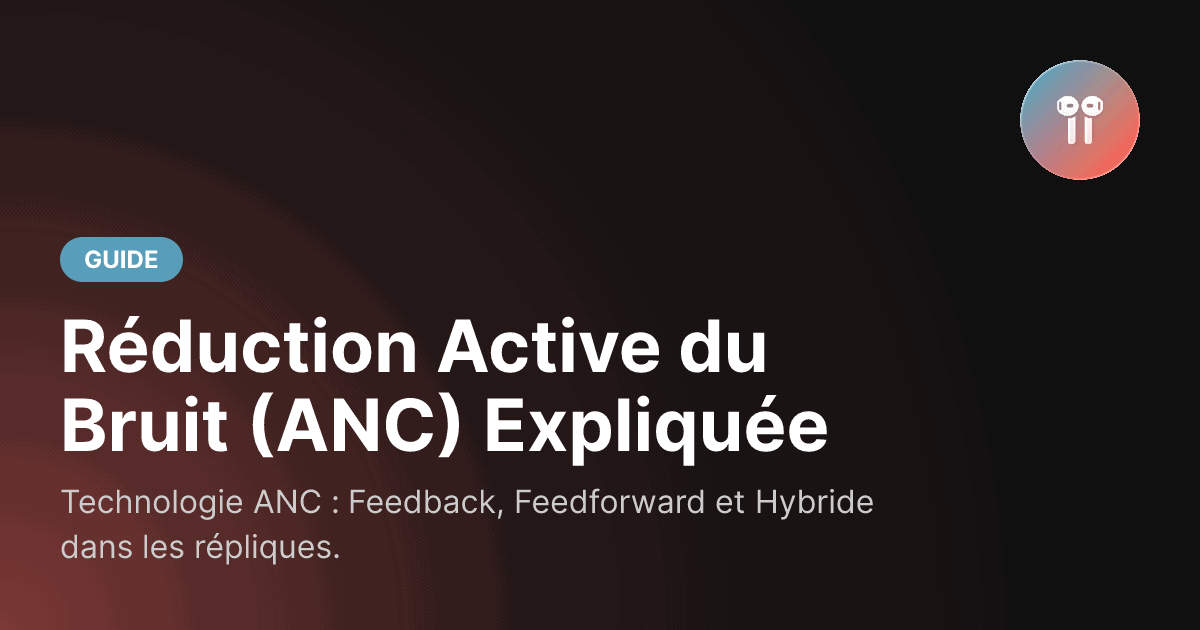 GUIDE
Réduction Active du
Bruit (ANC) Expliquée
Technologie ANC : Feedback, Feedforward et Hybride
dans les répliques.